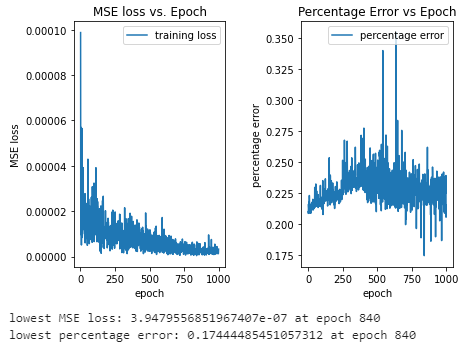 MSE loss vs. Epoch
training loss
MSE loss
0.00010
0.00008
0.00006
0.00004
0.00002
0.00000
0 250 500 750 1000
epoch
Percentage Error vs Epoch
percentage error
percentage error
0.350
0.325
0.300
0.275
0.250
0.225
0.200
0.175
0 250 500 750 1000
epoch
lowest MSE loss: 3.9479556851967407e-07 at epoch 840
lowest percentage error: 0.17444485451057312 at epoch 840